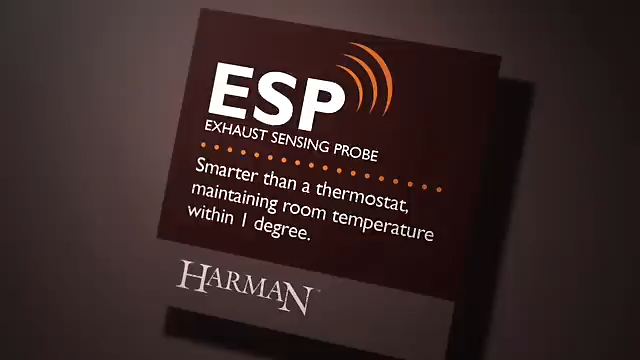 ESP
EXHAUST SENSING PROBE
Smarter than a thermostat,
maintaining room temperature
within 1 degree.
HARMAN